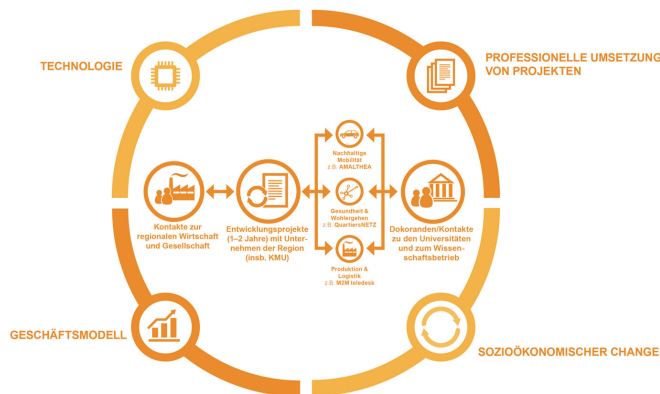 TECHNOLOGIE
PROFESSIONELLE UMSETZUNG
VON PROJEKTEN
Nachhaltige
Mobilität
z.B. AMALTHEA
Kontakte zur
regionalen Wirtschaft
und Gesellschaft
Entwicklungsprojekte
(1–2 Jahre) mit Unter-
nehmen der Region
(insb. KMU)
Gesundheit &
Wohlergehen
z.B. QuartiersNETZ
Dokoranden/Kontakte
zu den Universitäten
und zum Wissen-
schaftsbetrieb
Produktion &
Logistik
z.B. M2M teledesk
GESCHÄFTSMODELL
SOZIOÖKONOMISCHER CHANGE